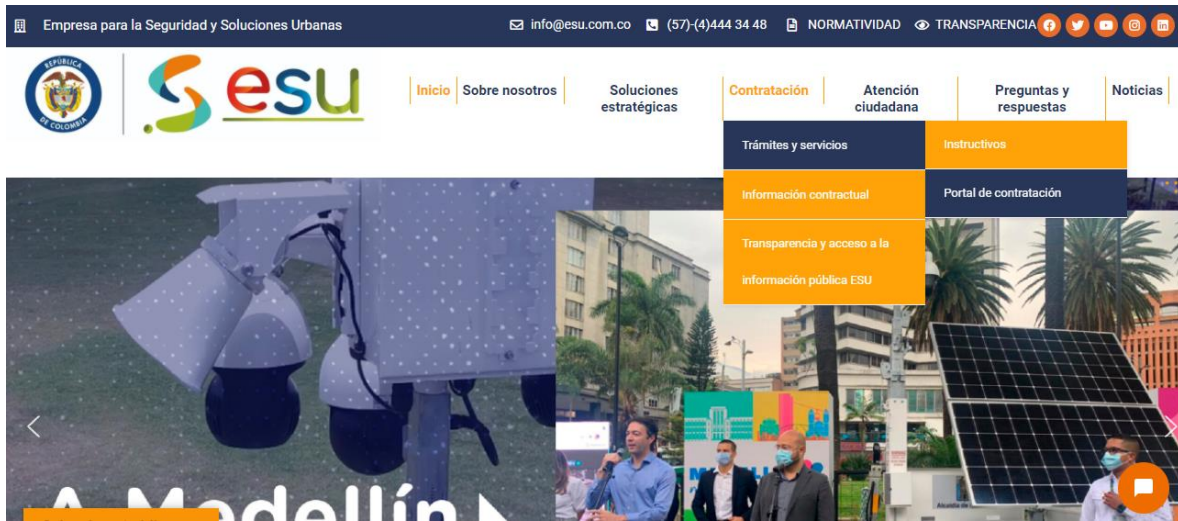 Empresa para la Seguridad y Soluciones Urbanas
info@esu.com.co
(57)-(4)444 34 48
NORMATIVIDAD
TRANSPARENCIA
REPÚBLICA
DE COLOMBIA
esu
Inicio
Sobre nosotros
Soluciones
estratégicas
Contratación
Atención
ciudadana
Preguntas y
respuestas
Noticias
Trámites y servicios
Instructivos
Información contractual
Portal de contratación
Transparencia y acceso a la
información pública ESU
A Medellín